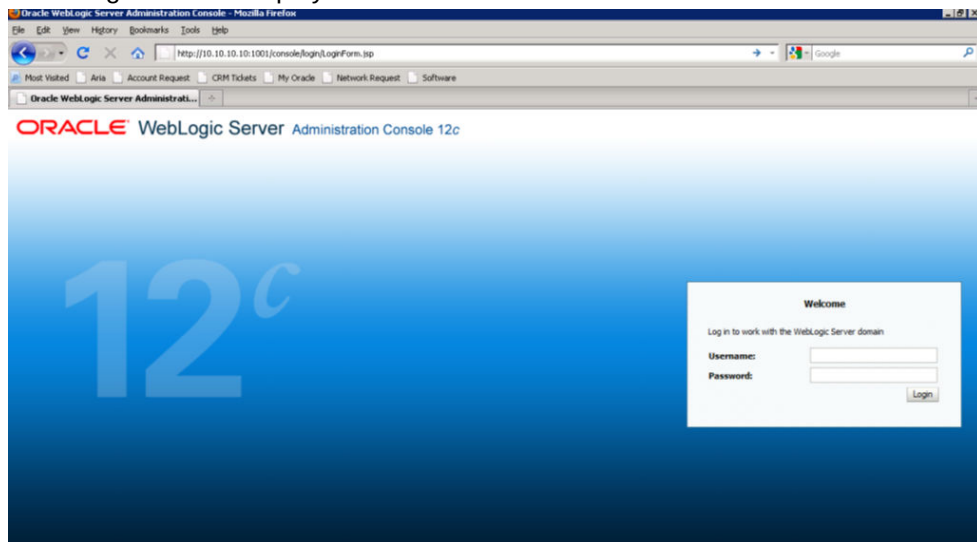 Oracle WebLogic Server Administration Console - Mozilla Firefox
File Edit View History Bookmarks Tools Help
http://10.10.10.10:1001/console/login/LoginForm.jsp
Google
Most Visited Aria Account Request CRM Tickets My Oracle Network Request Software
Oracle WebLogic Server Administrati...
ORACLE WebLogic Server Administration Console 12c
12c
Welcome
Log in to work with the WebLogic Server domain
Username:
Password:
Login